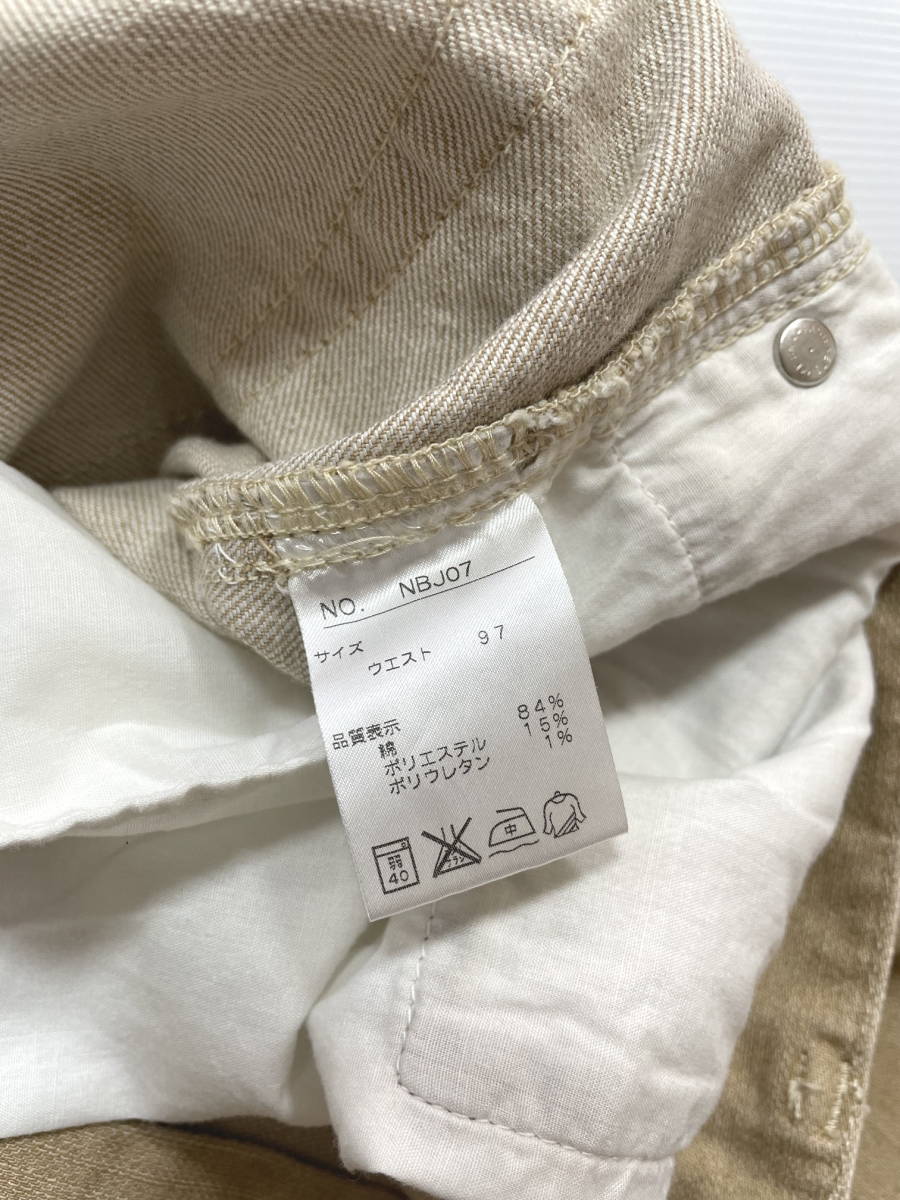 NO. NBJ07
サイズ
ウエスト 97
品質表示
綿 84%
ポリエステル 15%
ポリウレタン 1%
弱
40
中